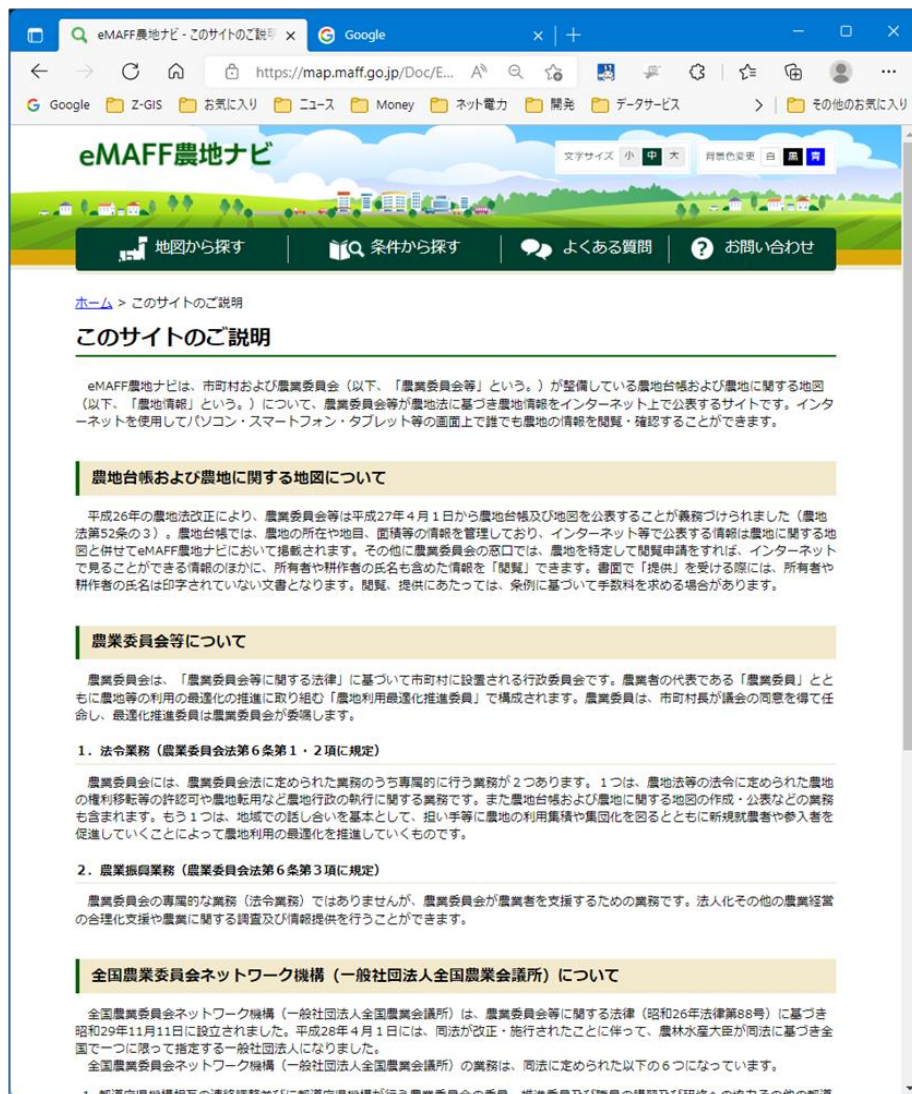 eMAFF農地ナビ - このサイトのご説明
Google
https://map.maff.go.jp/Doc/E...
Google
Z-GIS
お気に入り
ニュース
Money
ネット電力
開発
データサービス
その他のお気に入り
eMAFF農地ナビ
文字サイズ 小 中 大
背景色変更 白 黒 青
地図から探す
条件から探す
よくある質問
お問い合わせ
ホーム > このサイトのご説明
このサイトのご説明
eMAFF農地ナビは、市町村および農業委員会（以下、「農業委員会等」という。）が整備している農地台帳および農地に関する地図
（以下、「農地情報」という。）について、農業委員会等が農地法に基づき農地情報をインターネット上で公表するサイトです。インタ
ーネットを使用してパソコン・スマートフォン・タブレット等の画面上で誰でも農地の情報を閲覧・確認することができます。
農地台帳および農地に関する地図について
平成26年の農地法改正により、農業委員会等は平成27年４月１日から農地台帳及び地図を公表することが義務づけられました（農地
法第52条の３）。農地台帳では、農地の所在や地目、面積等の情報を管理しており、インターネット等で公表する情報は農地に関する地
図と併せてeMAFF農地ナビにおいて掲載されます。その他に農業委員会の窓口では、農地を特定して閲覧申請をすれば、インターネット
で見ることができる情報のほかに、所有者や耕作者の氏名も含めた情報を「閲覧」できます。書面で「提供」を受ける際には、所有者や
耕作者の氏名は印字されていない文書となります。閲覧、提供にあたっては、条例に基づいて手数料を求める場合があります。
農業委員会等について
農業委員会は、「農業委員会等に関する法律」に基づいて市町村に設置される行政委員会です。農業者の代表である「農業委員」とと
もに農地等の利用の最適化の推進に取り組む「農地利用最適化推進委員」で構成されます。農業委員は、市町村長が議会の同意を得て任
命し、最適化推進委員は農業委員会が委嘱します。
１．法令業務（農業委員会法第６条第１・２項に規定）
農業委員会には、農業委員会法に定められた業務のうち専属的に行う業務が２つあります。１つは、農地法等の法令に定められた農地
の権利移転等の許認可や農地転用など農地行政の執行に関する業務です。また農地台帳および農地に関する地図の作成・公表などの業務
も含まれます。もう１つは、地域での話し合いを基本として、担い手等に農地の利用集積や集団化を図るとともに新規就農者や参入者を
促進していくことによって農地利用の最適化を推進していくものです。
２．農業振興業務（農業委員会法第６条第３項に規定）
農業委員会の専属的な業務（法令業務）ではありませんが、農業委員会が農業者を支援するための業務です。法人化その他の農業経営
の合理化支援や農業に関する調査及び情報提供を行うことができます。
全国農業委員会ネットワーク機構（一般社団法人全国農業会議所）について
全国農業委員会ネットワーク機構（一般社団法人全国農業会議所）は、農業委員会等に関する法律（昭和26年法律第88号）に基づき
昭和29年11月11日に設立されました。平成28年４月１日には、同法が改正・施行されたことに伴って、農林水産大臣が同法に基づき全
国で一つに限って指定する一般社団法人になりました。
全国農業委員会ネットワーク機構（一般社団法人全国農業会議所）の業務は、同法に定められた以下の６つになっています。